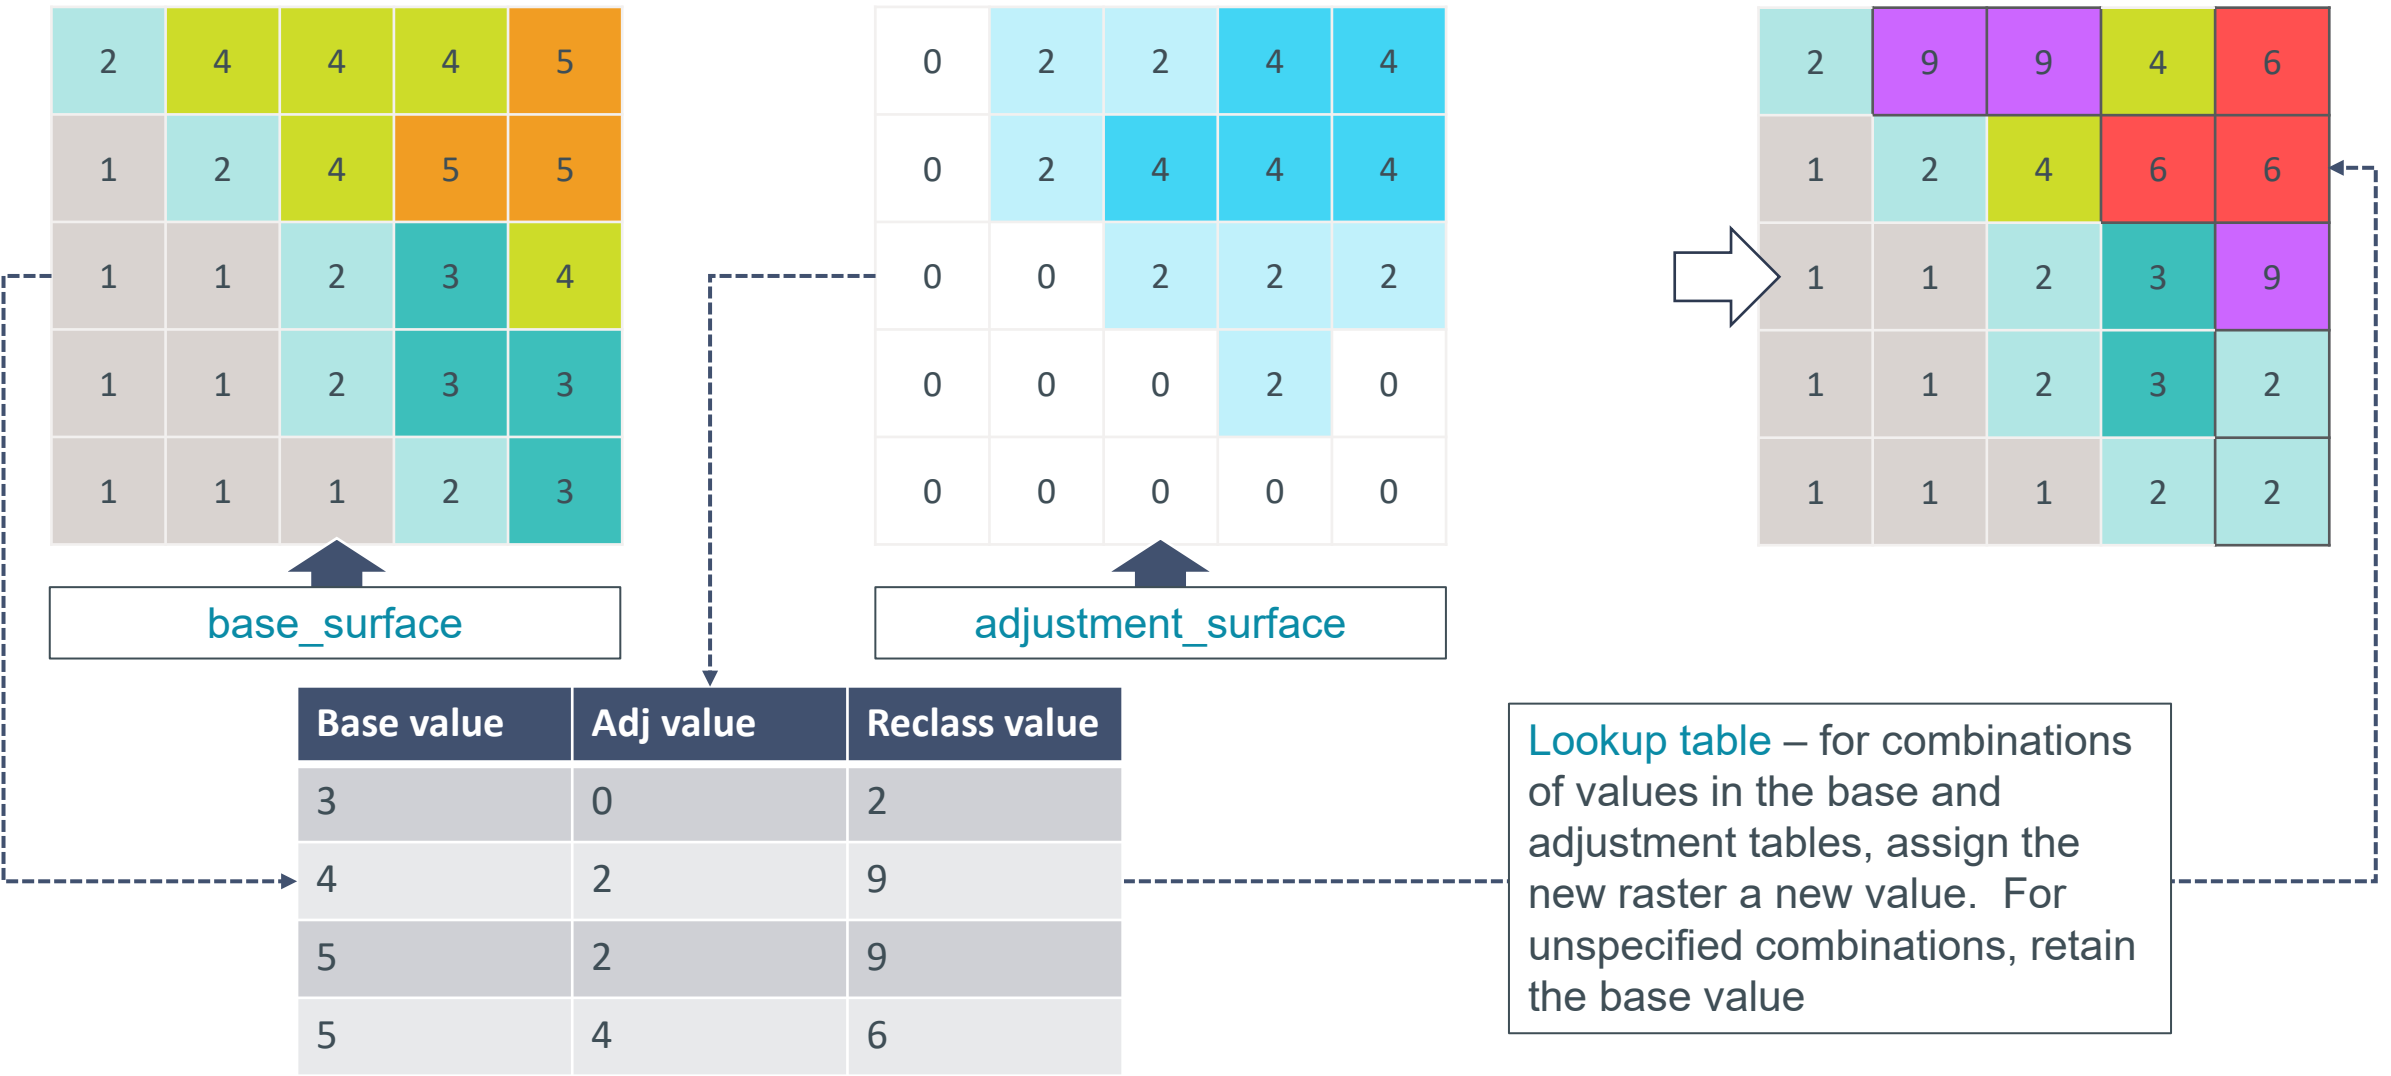 2 4 4 4 5
1 2 4 5 5
1 1 2 3 4
1 1 2 3 3
1 1 1 2 3
base_surface
0 2 2 4 4
0 2 4 4 4
0 0 2 2 2
0 0 0 2 0
0 0 0 0 0
adjustment_surface
2 9 9 4 6
1 2 4 6 6
1 1 2 3 9
1 1 2 3 2
1 1 1 2 2
Base value Adj value Reclass value
3 0 2
4 2 9
5 2 9
5 4 6
Lookup table – for combinations
of values in the base and
adjustment tables, assign the
new raster a new value.  For
unspecified combinations, retain
the base value